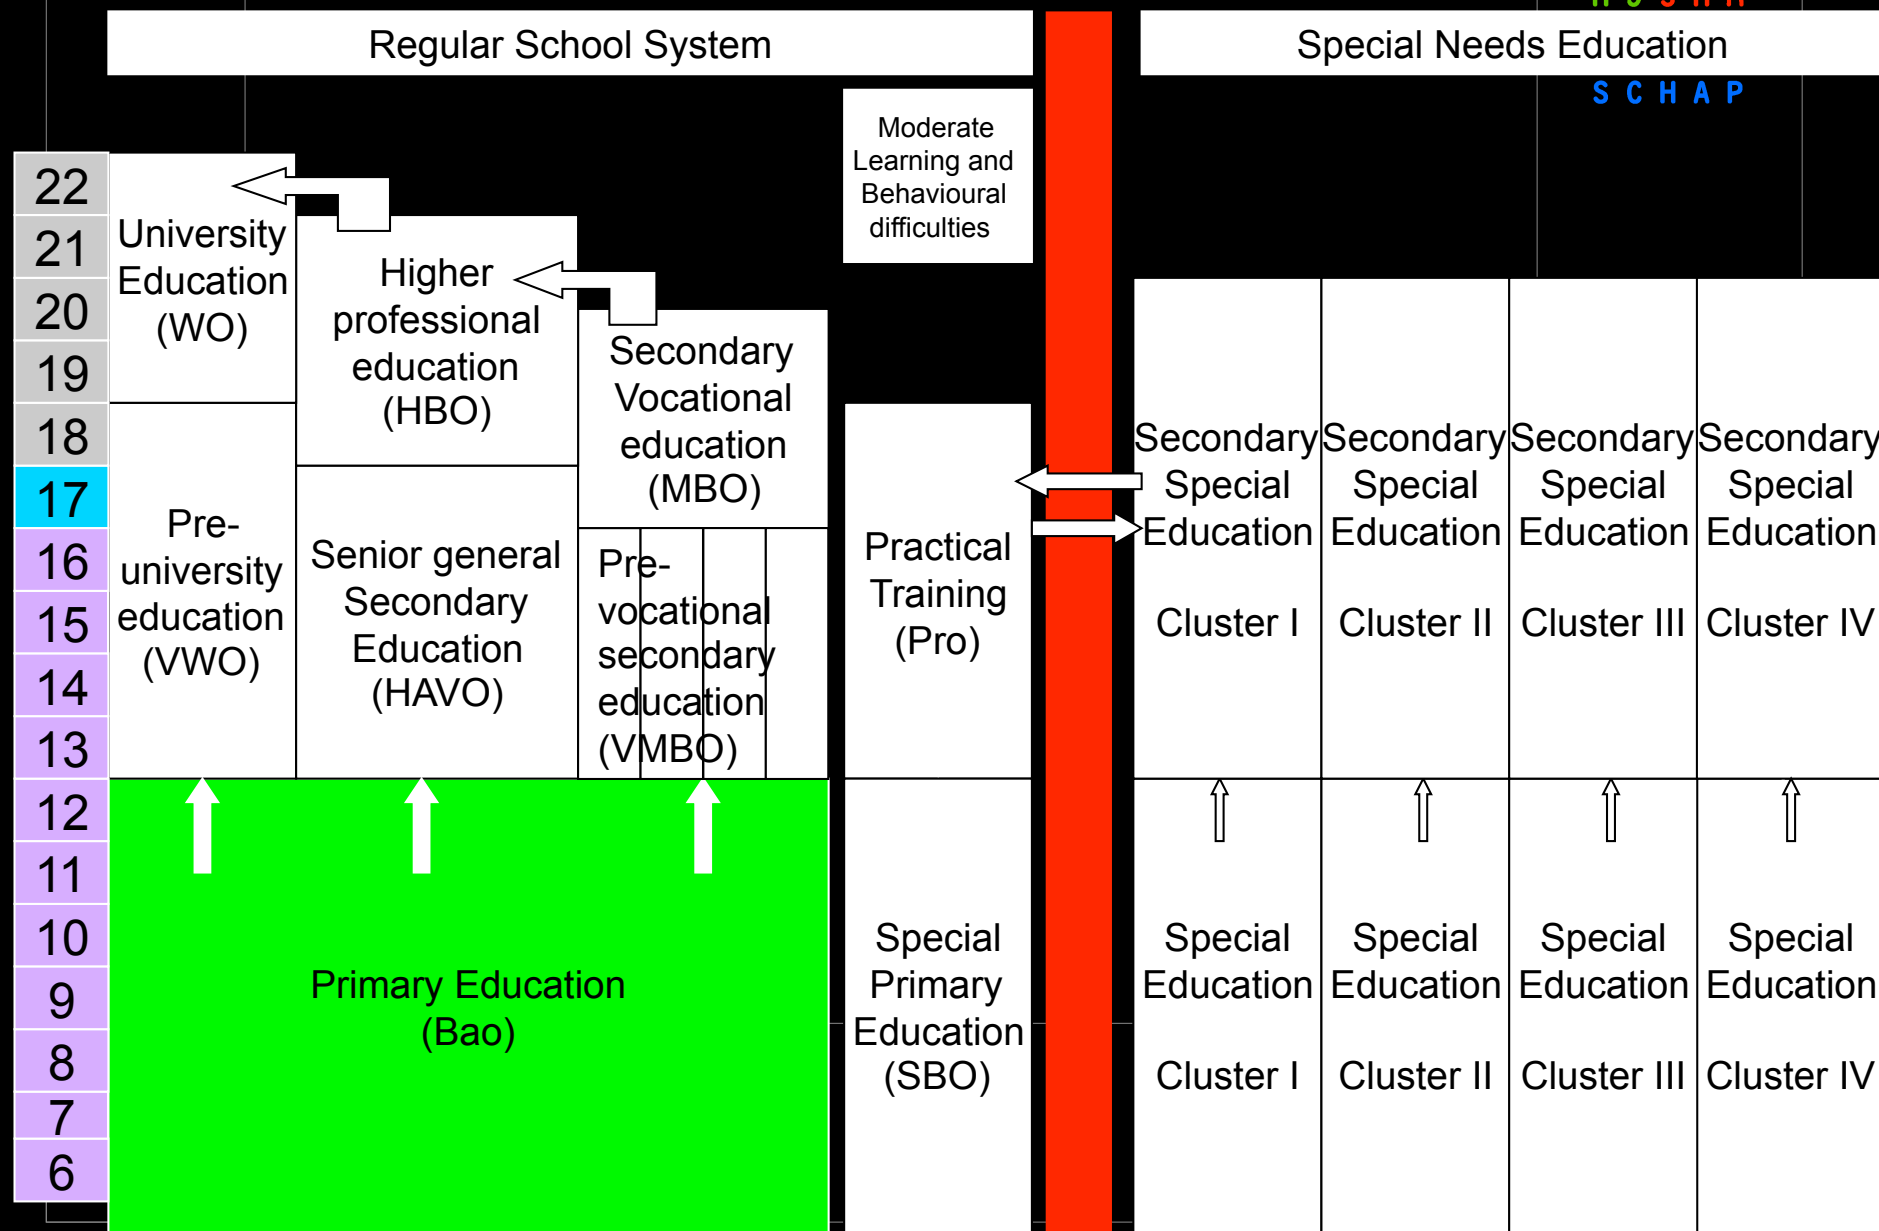 Regular School System
Special Needs Education
SCHAP
Moderate
Learning and
Behavioural
difficulties
22
21
20
19
18
17
16
15
14
13
12
11
10
9
8
7
6
University
Education
(WO)
Higher
professional
education
(HBO)
Secondary
Vocational
education
(MBO)
Pre-
university
education
(VWO)
Senior general
Secondary
Education
(HAVO)
Pre-
vocational
secondary
education
(VMBO)
Practical
Training
(Pro)
Secondary
Special
Education
Cluster I
Secondary
Special
Education
Cluster II
Secondary
Special
Education
Cluster III
Secondary
Special
Education
Cluster IV
Primary Education
(Bao)
Special
Primary
Education
(SBO)
Special
Education
Cluster I
Special
Education
Cluster II
Special
Education
Cluster III
Special
Education
Cluster IV